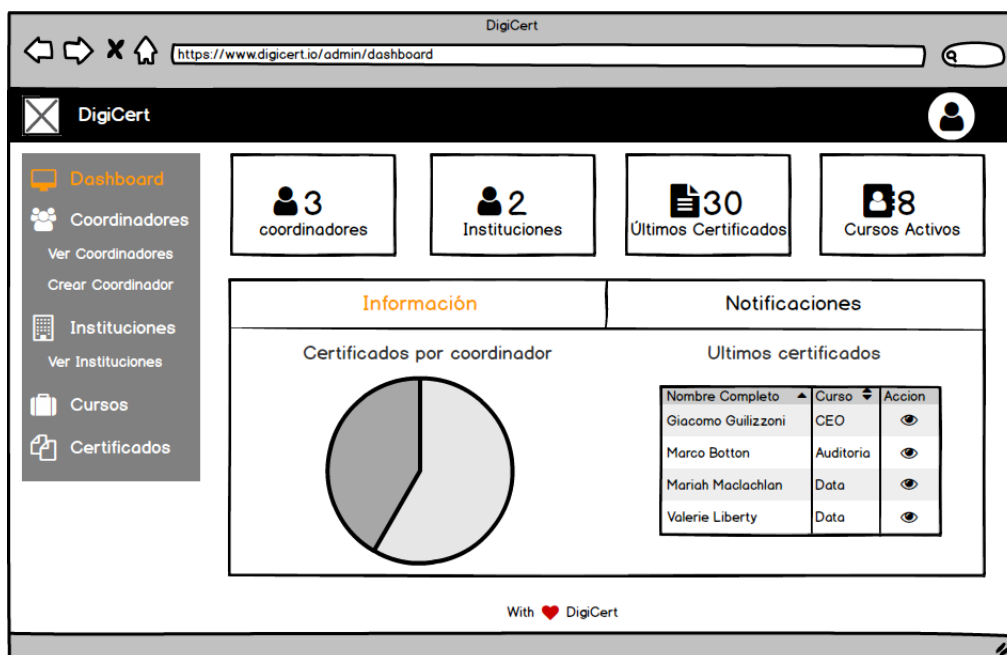 DigiCert
https://www.digicert.io/admin/dashboard
DigiCert
Dashboard
Coordinadores
Ver Coordinadores
Crear Coordinador
Instituciones
Ver Instituciones
Cursos
Certificados
3
coordinadores
2
Instituciones
30
Últimos Certificados
8
Cursos Activos
Información
Notificaciones
Certificados por coordinador
Ultimos certificados
Nombre Completo Curso Accion
Giacomo Guilizzoni CEO
Marco Botton Auditoria
Mariah Maclachlan Data
Valerie Liberty Data
With DigiCert